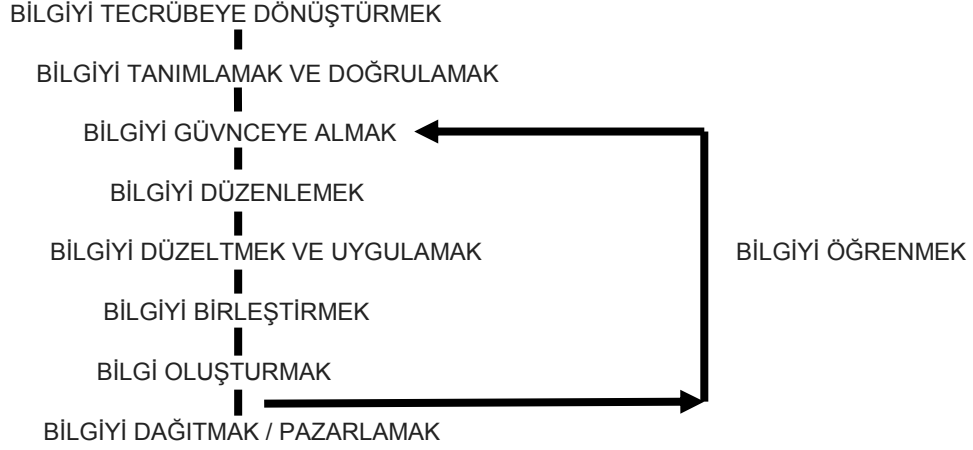 BİLGİYİ TECRÜBEYE DÖNÜŞTÜRMEK
BİLGİYİ TANIMLAMAK VE DOĞRULAMAK
BİLGİYİ GÜVNCEYE ALMAK
BİLGİYİ DÜZENLEMEK
BİLGİYİ DÜZELTMEK VE UYGULAMAK
BİLGİYİ ÖĞRENMEK
BİLGİYİ BİRLEŞTİRMEK
BİLGİ OLUŞTURMAK
BİLGİYİ DAĞITMAK / PAZARLAMAK